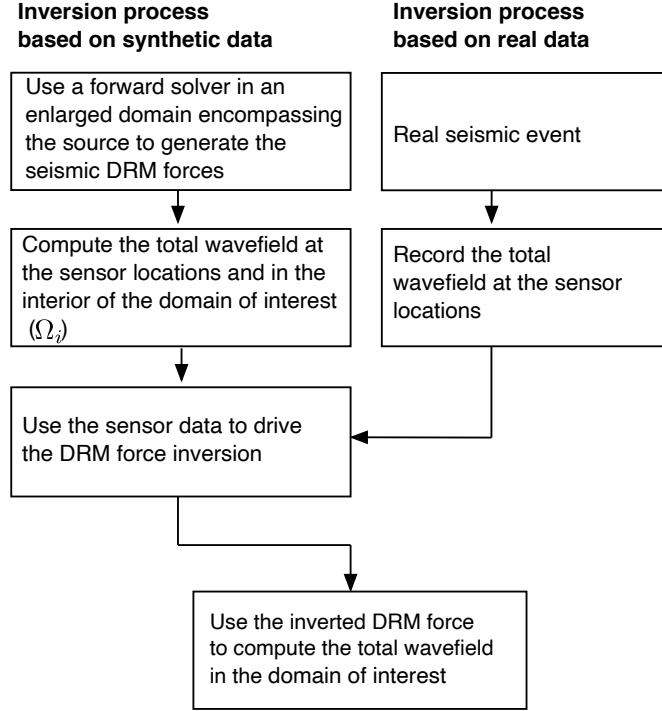 Inversion process
based on synthetic data
Inversion process
based on real data
Use a forward solver in an
enlarged domain encompassing
the source to generate the
seismic DRM forces
Real seismic event
Compute the total wavefield at
the sensor locations and in the
interior of the domain of interest
(Ωᵢ)
Record the total
wavefield at the sensor
locations
Use the sensor data to drive
the DRM force inversion
Use the inverted DRM force
to compute the total wavefield
in the domain of interest